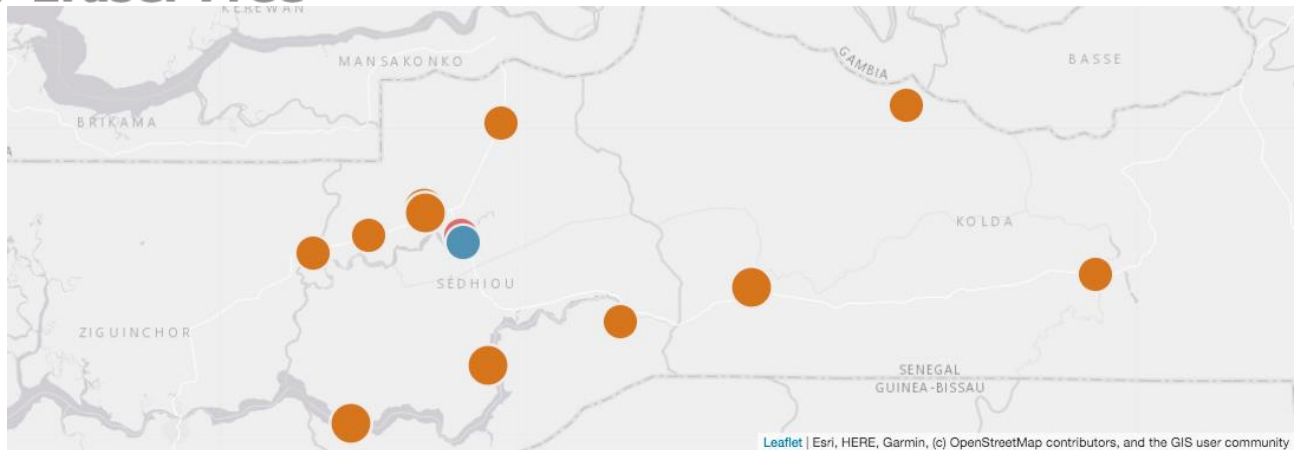 KEREWAN
MANSAKONKO
GAMBIA
BASSE
BRIKAMA
KOLDA
SÉDHIOU
ZIGUINCHOR
SENEGAL
GUINEA-BISSAU
Leaflet | Esri, HERE, Garmin, (c) OpenStreetMap contributors, and the GIS user community